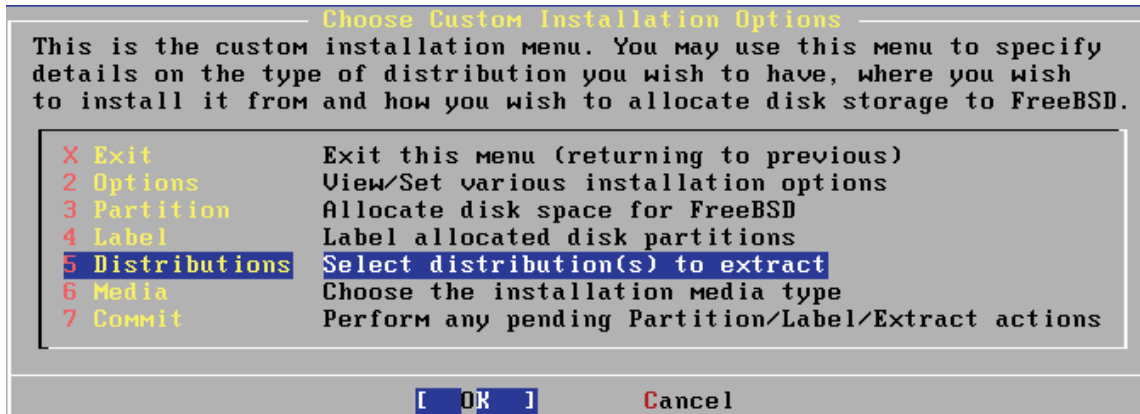 Choose Custom Installation Options
This is the custom installation menu. You may use this menu to specify
details on the type of distribution you wish to have, where you wish
to install it from and how you wish to allocate disk storage to FreeBSD.
X Exit Exit this menu (returning to previous)
2 Options View/Set various installation options
3 Partition Allocate disk space for FreeBSD
4 Label Label allocated disk partitions
5 Distributions Select distribution(s) to extract
6 Media Choose the installation media type
7 Commit Perform any pending Partition/Label/Extract actions
[ OK ] Cancel